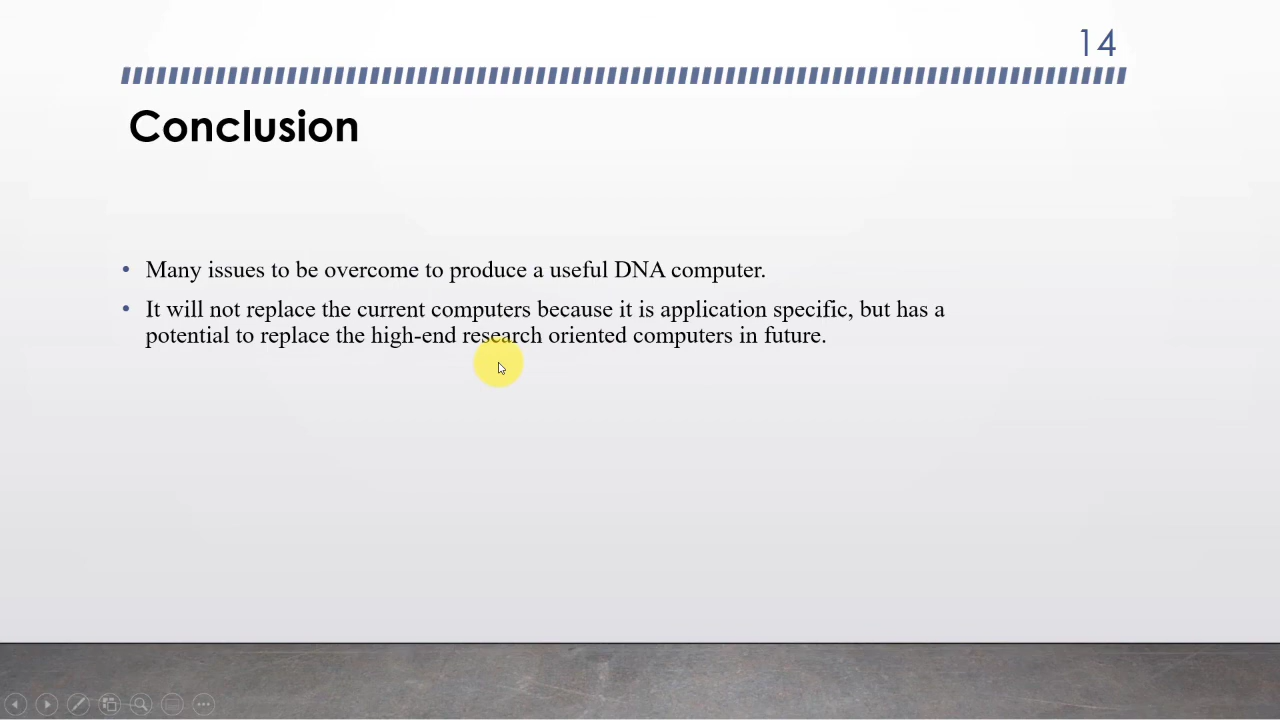 14
Conclusion
• Many issues to be overcome to produce a useful DNA computer.
• It will not replace the current computers because it is application specific, but has a
potential to replace the high-end research oriented computers in future.